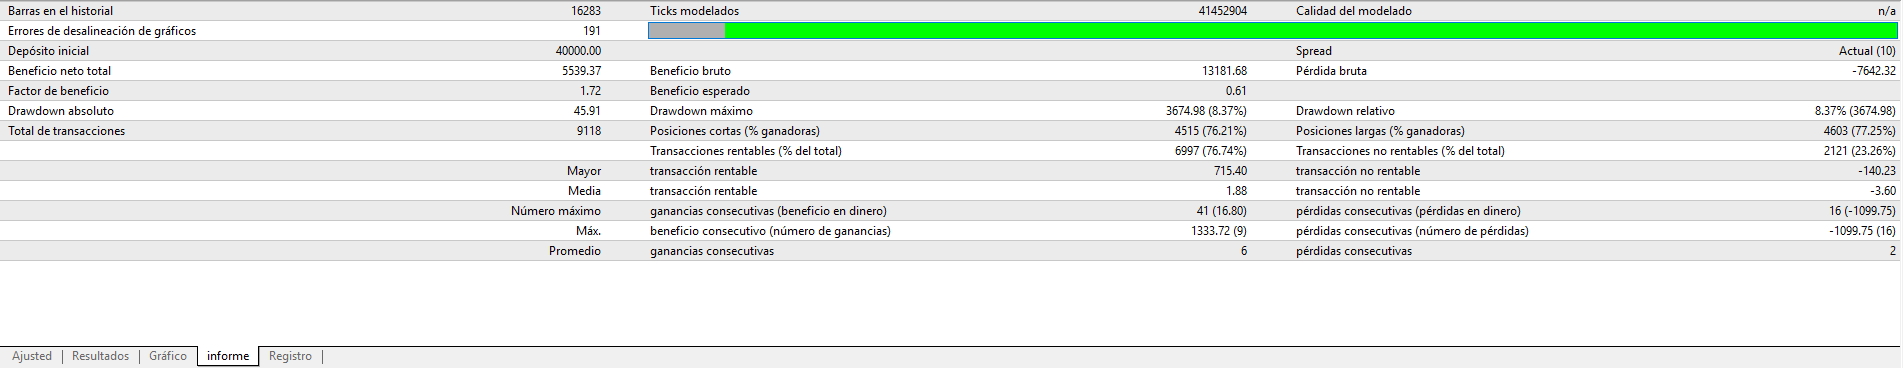 Barras en el historial 16283 Ticks modelados 41452904 Calidad del modelado n/a
Errores de desalineación de gráficos 191
Depósito inicial 40000.00 Spread Actual (10)
Beneficio neto total 5539.37 Beneficio bruto 13181.68 Pérdida bruta -7642.32
Factor de beneficio 1.72 Beneficio esperado 0.61
Drawdown absoluto 45.91 Drawdown máximo 3674.98 (8.37%) Drawdown relativo 8.37% (3674.98)
Total de transacciones 9118 Posiciones cortas (% ganadoras) 4515 (76.21%) Posiciones largas (% ganadoras) 4603 (77.25%)
Transacciones rentables (% del total) 6997 (76.74%) Transacciones no rentables (% del total) 2121 (23.26%)
Mayor transacción rentable 715.40 transacción no rentable -140.23
Media transacción rentable 1.88 transacción no rentable -3.60
Número máximo ganancias consecutivas (beneficio en dinero) 41 (16.80) pérdidas consecutivas (pérdidas en dinero) 16 (-1099.75)
Máx. beneficio consecutivo (número de ganancias) 1333.72 (9) pérdidas consecutivas (número de pérdidas) -1099.75 (16)
Promedio ganancias consecutivas 6 pérdidas consecutivas 2
Ajusted | Resultados | Gráfico informe Registro |